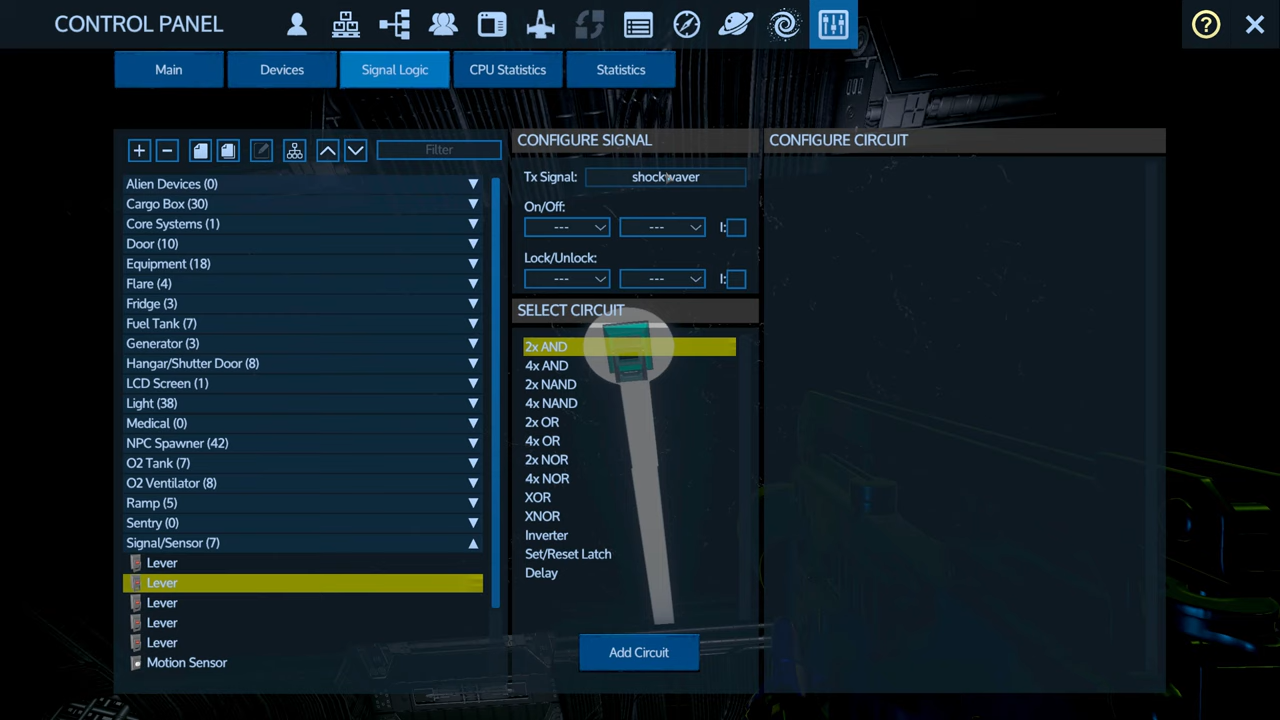 CONTROL PANEL
?
Main
Devices
Signal Logic
CPU Statistics
Statistics
Filter
Alien Devices (0)
Cargo Box (30)
Core Systems (1)
Door (10)
Equipment (18)
Flare (4)
Fridge (3)
Fuel Tank (7)
Generator (3)
Hangar/Shutter Door (8)
LCD Screen (1)
Light (38)
Medical (0)
NPC Spawner (42)
O2 Tank (7)
O2 Ventilator (8)
Ramp (5)
Sentry (0)
Signal/Sensor (7)
Lever
Lever
Lever
Lever
Lever
Motion Sensor
CONFIGURE SIGNAL
Tx Signal: shockwaver
On/Off:
--- --- I:
Lock/Unlock:
--- --- I:
SELECT CIRCUIT
2x AND
4x AND
2x NAND
4x NAND
2x OR
4x OR
2x NOR
4x NOR
XOR
XNOR
Inverter
Set/Reset Latch
Delay
Add Circuit
CONFIGURE CIRCUIT